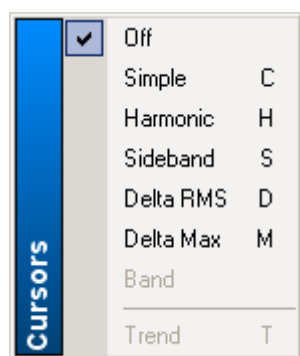 Cursors
Off
Simple C
Harmonic H
Sideband S
Delta RMS D
Delta Max M
Band
Trend T